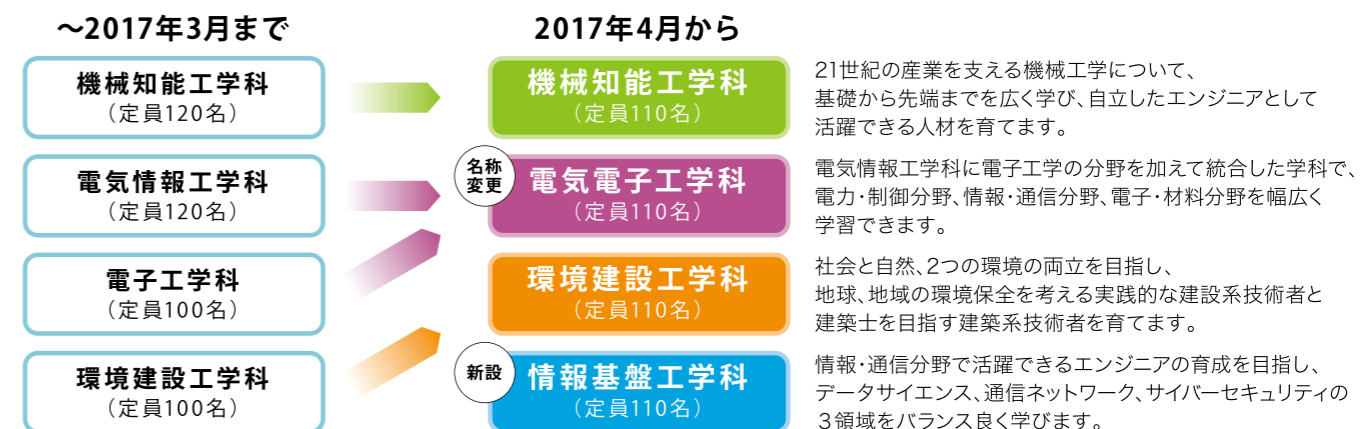 ～2017年3月まで
機械知能工学科
（定員120名）
電気情報工学科
（定員120名）
電子工学科
（定員100名）
環境建設工学科
（定員100名）
2017年4月から
機械知能工学科
（定員110名）
名称
変更
電気電子工学科
（定員110名）
環境建設工学科
（定員110名）
新設
情報基盤工学科
（定員110名）
21世紀の産業を支える機械工学について、
基礎から先端までを広く学び、自立したエンジニアとして
活躍できる人材を育てます。
電気情報工学科に電子工学の分野を加えて統合した学科で、
電力・制御分野、情報・通信分野、電子・材料分野を幅広く
学習できます。
社会と自然、2つの環境の両立を目指し、
地球、地域の環境保全を考える実践的な建設系技術者と
建築士を目指す建築系技術者を育てます。
情報・通信分野で活躍できるエンジニアの育成を目指し、
データサイエンス、通信ネットワーク、サイバーセキュリティの
３領域をバランス良く学びます。